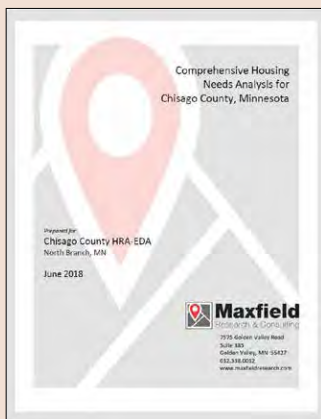 Comprehensive Housing
Needs Analysis for
Chisago County, Minnesota
Prepared for:
Chisago County HRA-EDA
North Branch, MN
June 2018
Maxfield
Research & Consulting
7575 Golden Valley Road
Suite 385
Golden Valley, MN 55427
612.338.0012
www.maxfieldresearch.com